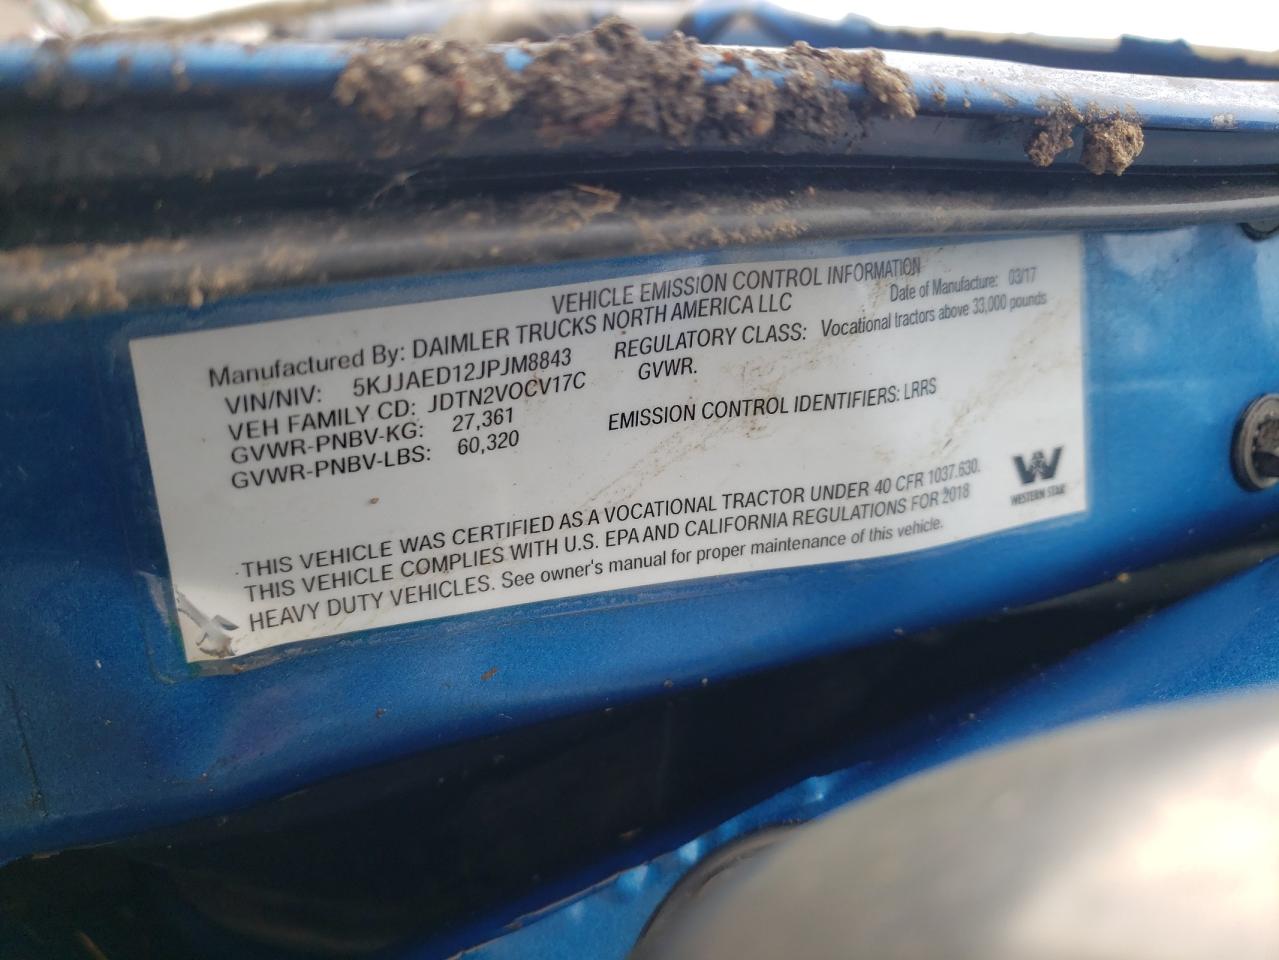 VEHICLE EMISSION CONTROL INFORMATION
Manufactured By: DAIMLER TRUCKS NORTH AMERICA LLC Date of Manufacture: 03/17
VIN/NIV: 5KJJAED12JPJM8843 REGULATORY CLASS: Vocational tractors above 33,000 pounds
VEH FAMILY CD: JDTN2VOCV17C GVWR.
GVWR-PNBV-KG: 27,361
GVWR-PNBV-LBS: 60,320 EMISSION CONTROL IDENTIFIERS: LRRS
THIS VEHICLE WAS CERTIFIED AS A VOCATIONAL TRACTOR UNDER 40 CFR 1037.630.
THIS VEHICLE COMPLIES WITH U.S. EPA AND CALIFORNIA REGULATIONS FOR 2018
HEAVY DUTY VEHICLES. See owner's manual for proper maintenance of this vehicle.
WESTERN STAR